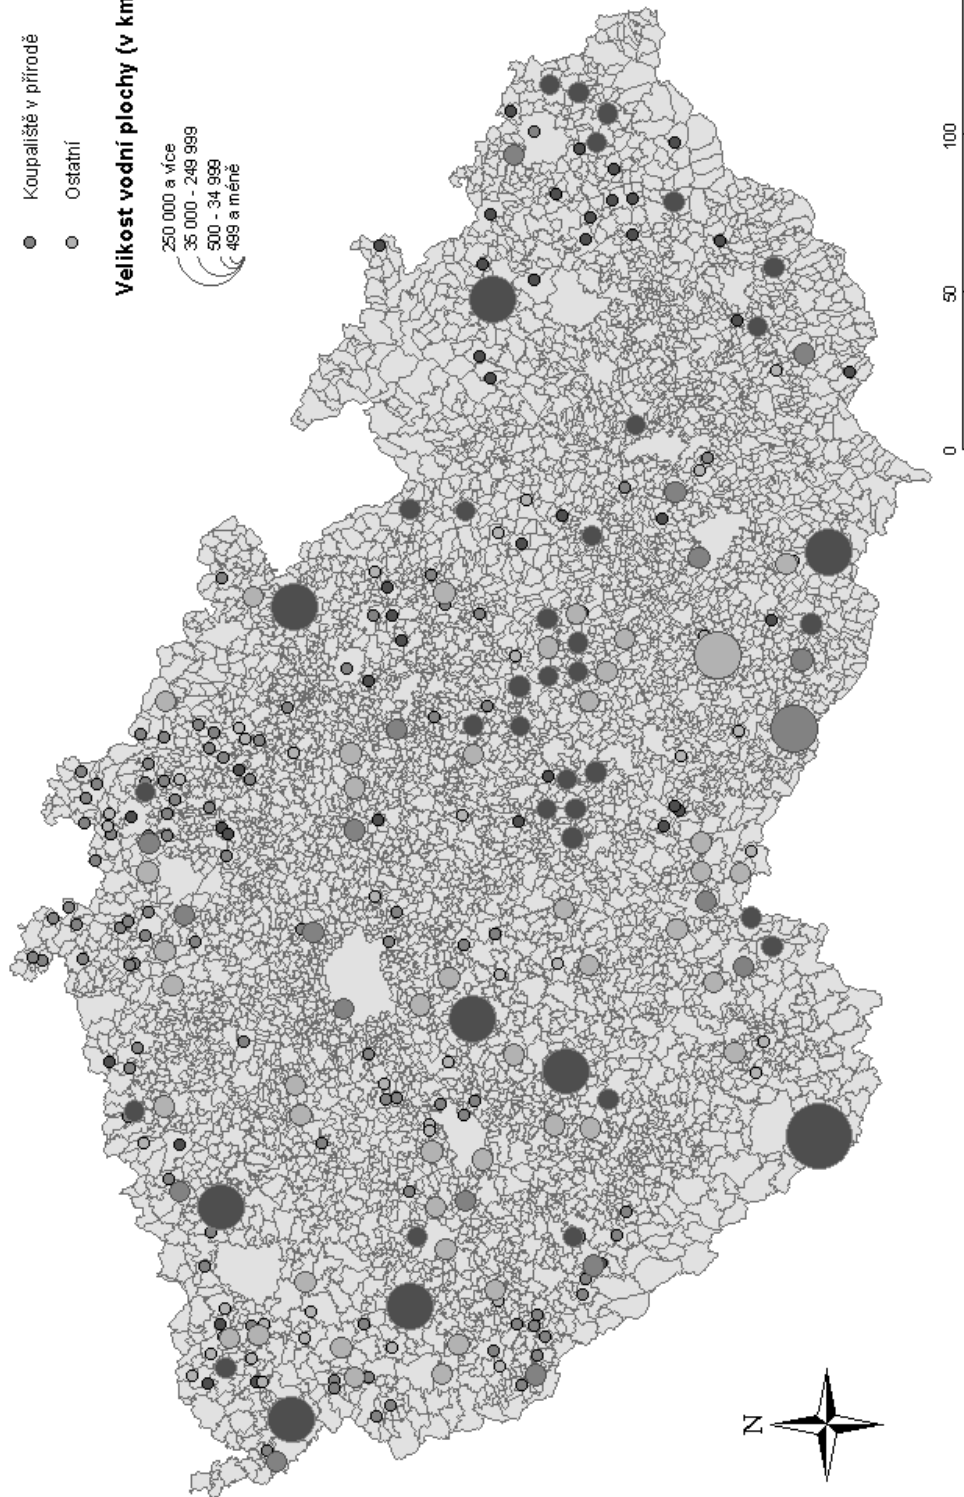 Koupaliště v přírodě
Ostatní
Velikost vodní plochy (v km
250 000 a více
35 000 - 249 999
500 - 34 999
499 a méně
N
0
50
100